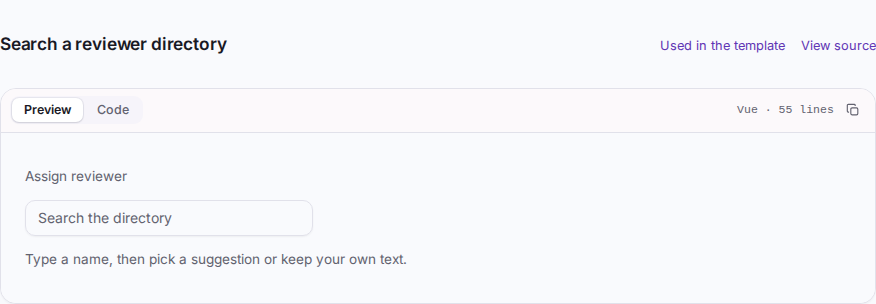 Search a reviewer directory
Used in the template
View source
Preview
Code
Vue · 55 lines
Assign reviewer
Search the directory
Type a name, then pick a suggestion or keep your own text.